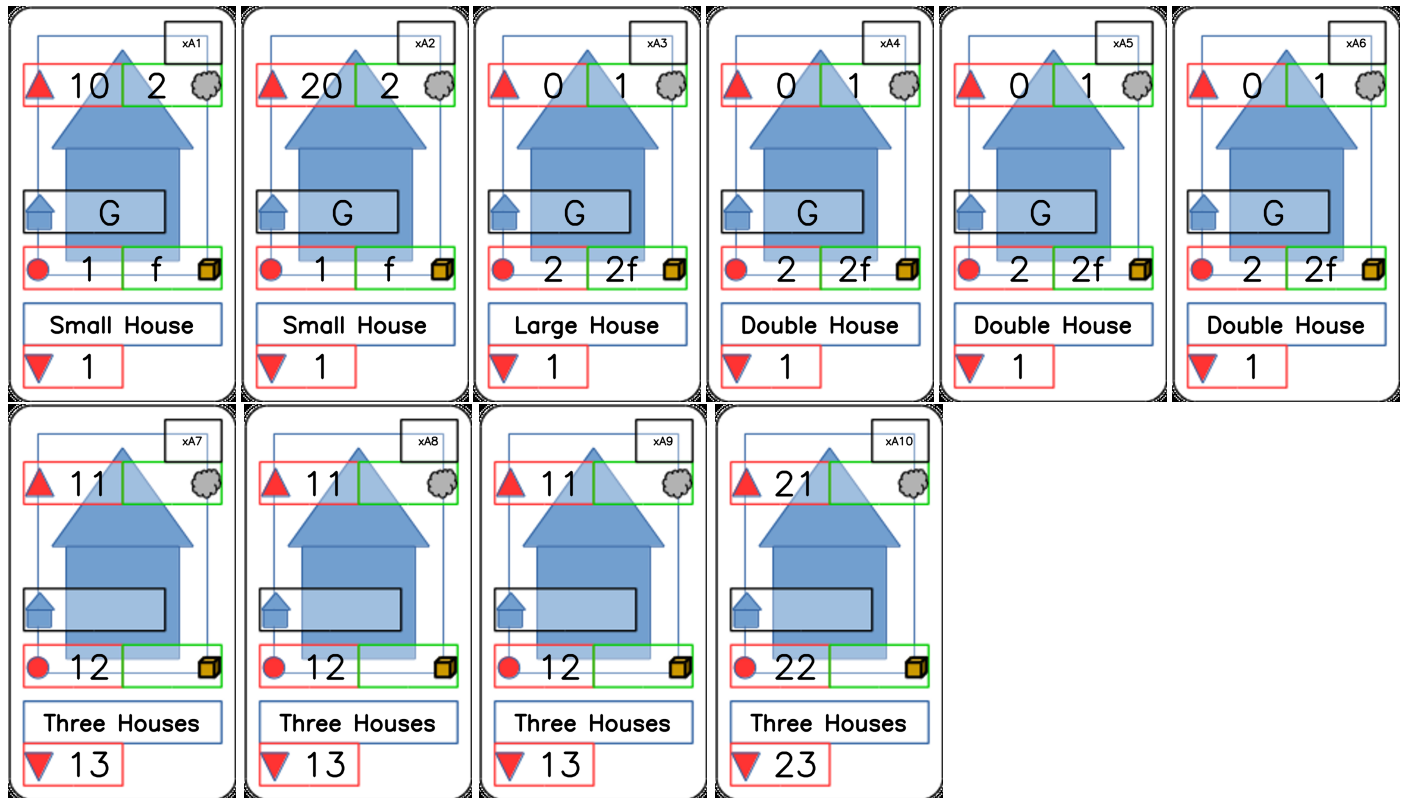 xA1 xA2 xA3 xA4 xA5 xA6
10 2 20 2 0 1 0 1 0 1 0 1
G G G G G G
1 f 1 f 2 2f 2 2f 2 2f 2 2f
Small House Small House Large House Double House Double House Double House
1 1 1 1 1 1
xA7 xA8 xA9 xA10
11 11 11 21
12 12 12 22
Three Houses Three Houses Three Houses Three Houses
13 13 13 23